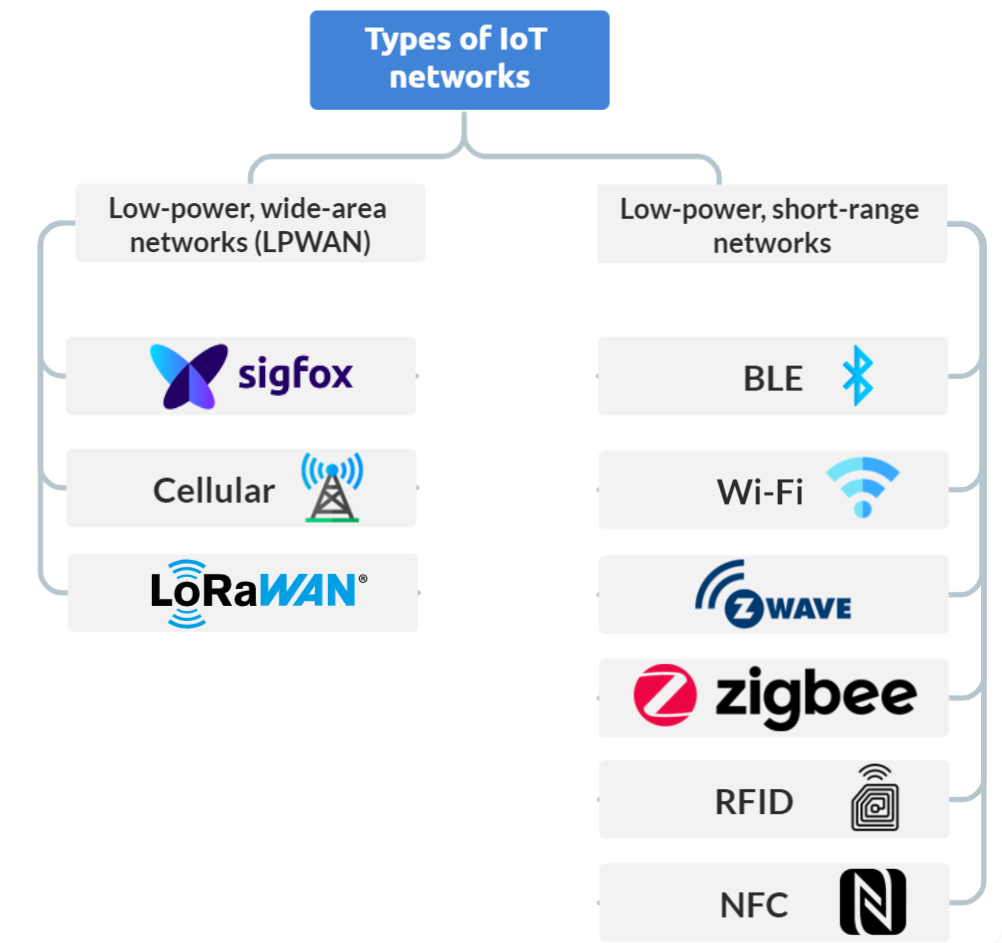 Types of IoT
networks
Low-power, wide-area
networks (LPWAN)
Low-power, short-range
networks
sigfox
Cellular
LoRaWAN®
BLE
Wi-Fi
Z WAVE
zigbee
RFID
NFC